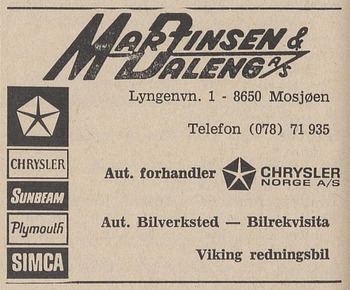 MARTINSEN &
DALENG A/S
Lyngenvn. 1 - 8650 Mosjøen
Telefon (078) 71 935
CHRYSLER
Aut. forhandler CHRYSLER
NORGE A/S
SUNBEAM
Plymouth
Aut. Bilverksted — Bilrekvisita
SIMCA
Viking redningsbil